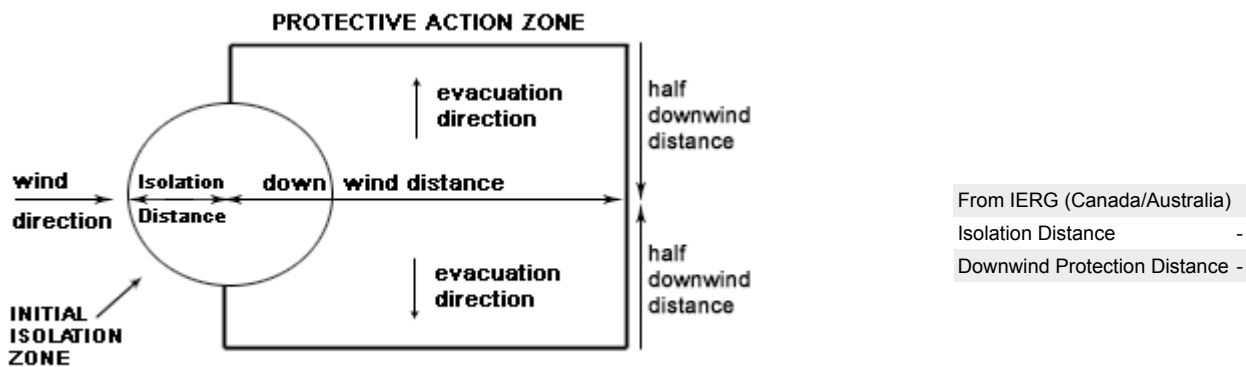 PROTECTIVE ACTION ZONE
half
downwind
distance
evacuation
direction
wind
direction
Isolation
Distance
down wind distance
From IERG (Canada/Australia)
Isolation Distance -
Downwind Protection Distance -
evacuation
direction
half
downwind
distance
INITIAL
ISOLATION
ZONE